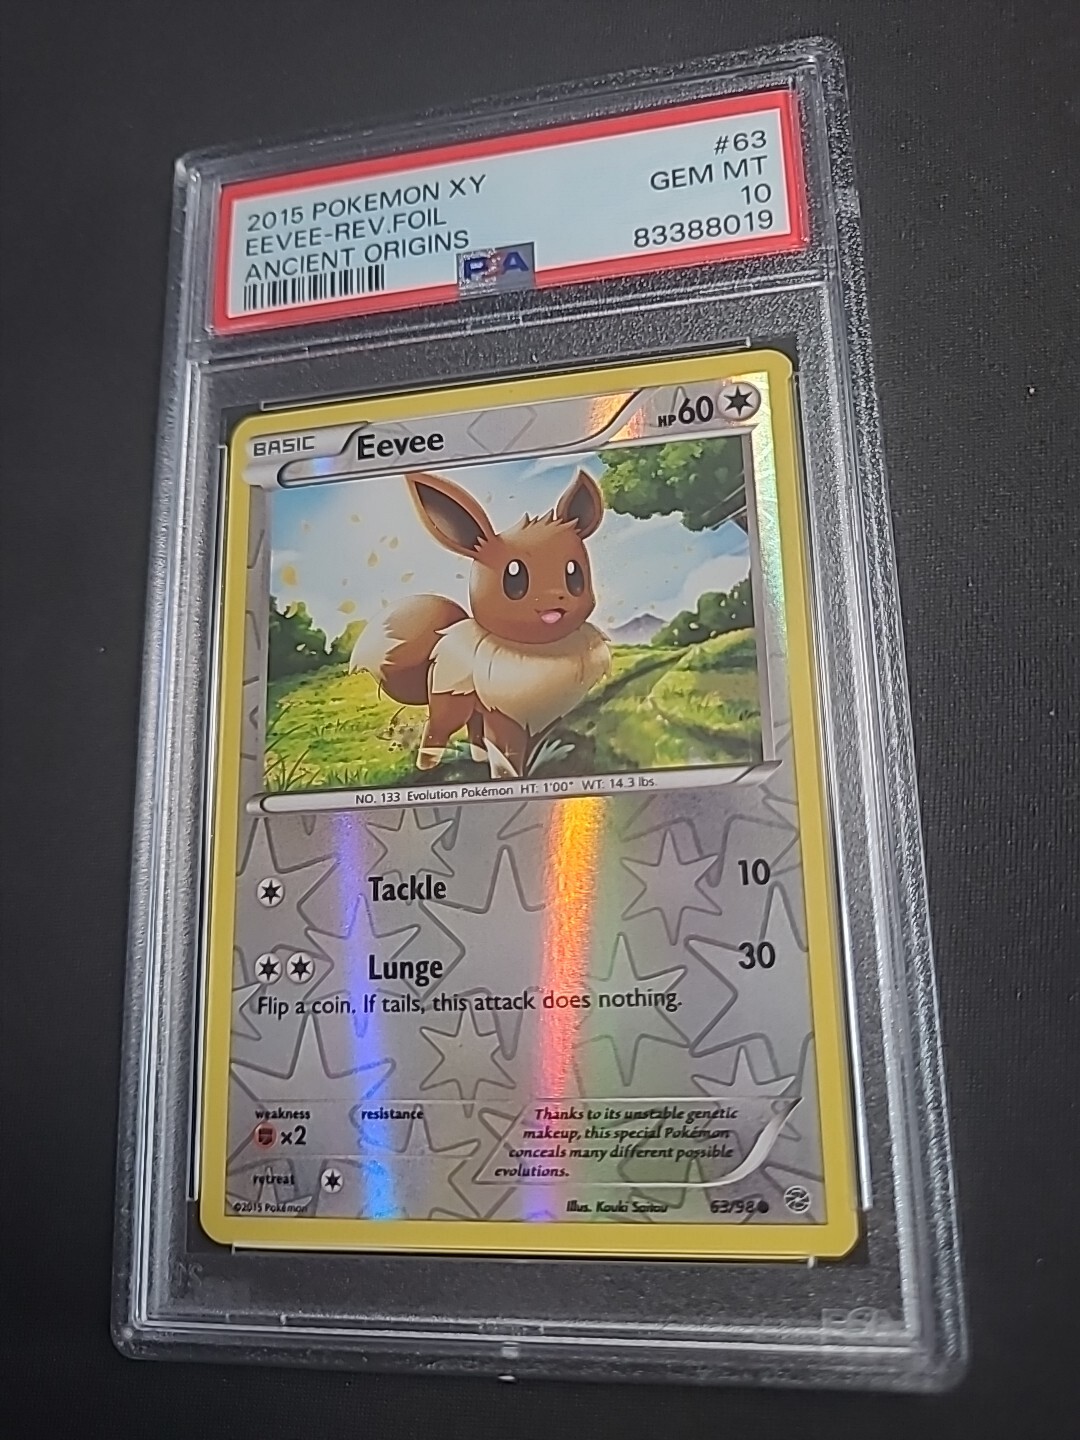 2015 POKEMON XY
EEVEE-REV.FOIL
ANCIENT ORIGINS
#63
GEM MT
10
83388019
PSA
BASIC Eevee HP60
NO. 133 Evolution Pokémon HT: 1'00" WT: 14.3 lbs.
Tackle 10
Lunge 30
Flip a coin. If tails, this attack does nothing.
weakness resistance
x2
retreat
Thanks to its unstable genetic
makeup, this special Pokémon
conceals many different possible
evolutions.
©2015 Pokémon Illus. Kouki Saitou 63/98
PSA